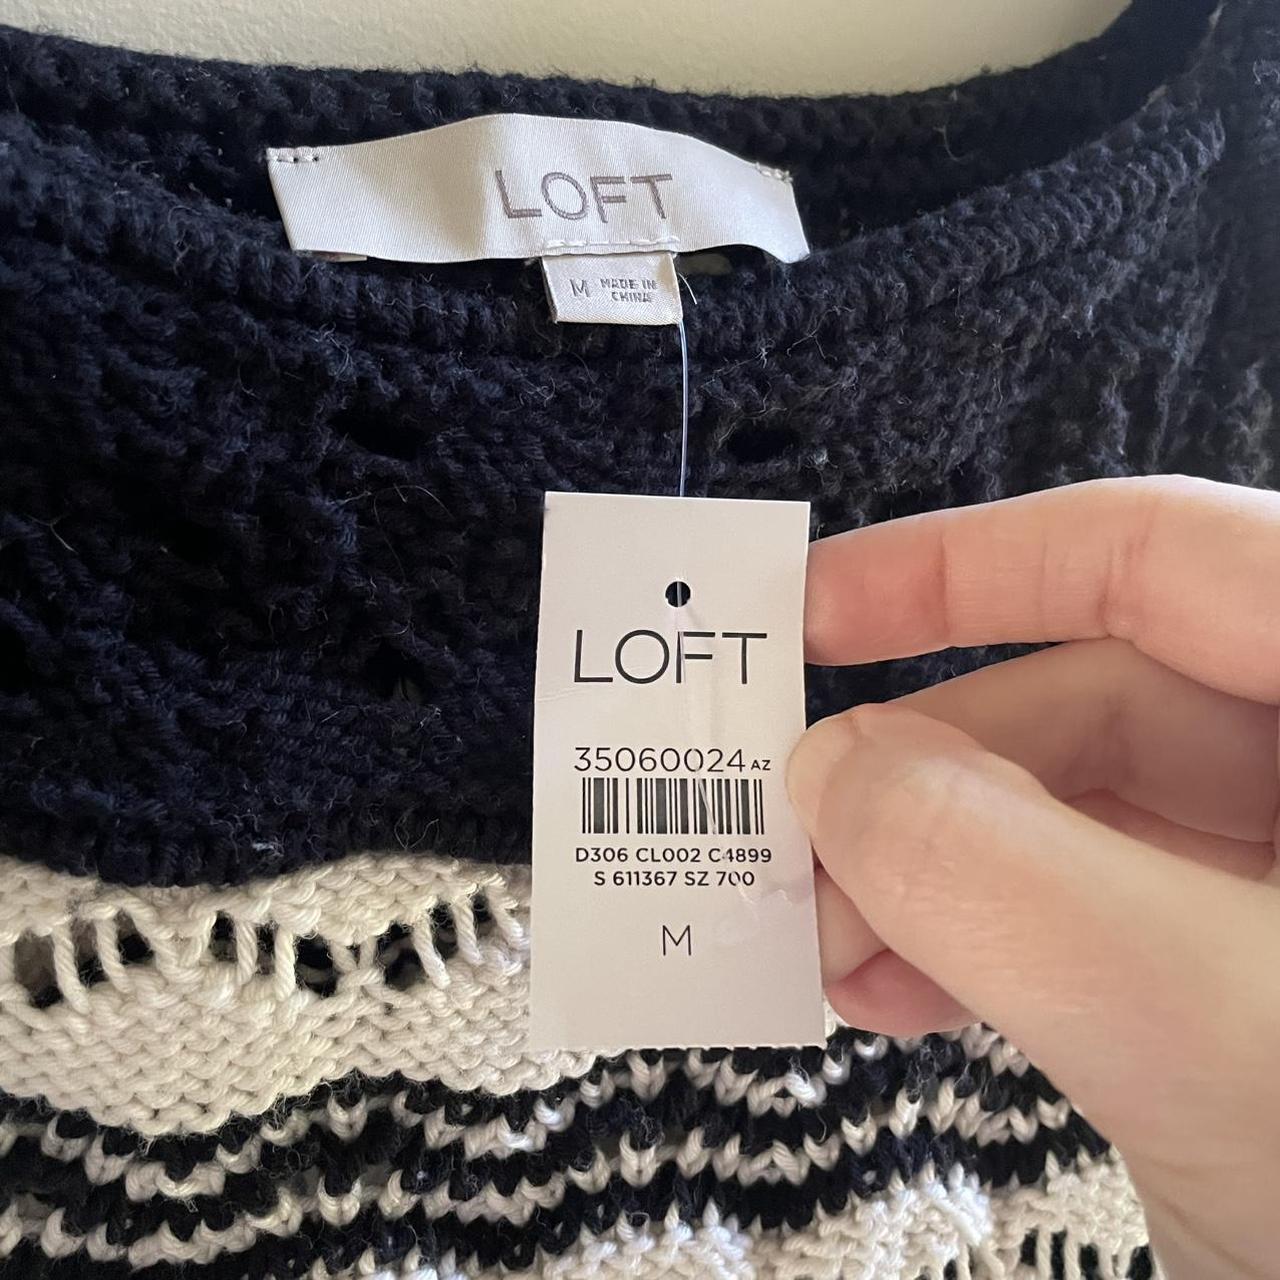 LOFT
M MADE IN
CHINA
LOFT
35060024 AZ
D306 CL002 C4899
S 611367 SZ 700
M